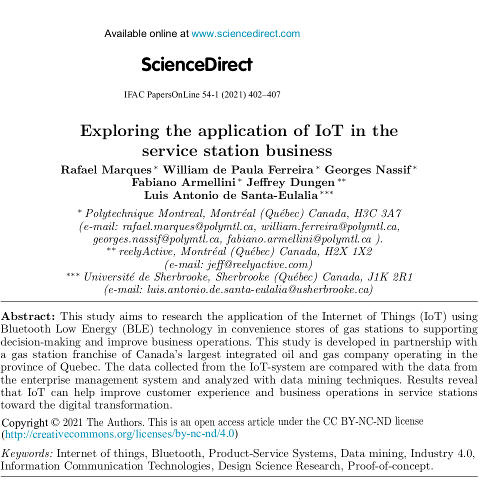 Available online at www.sciencedirect.com
ScienceDirect
IFAC PapersOnLine 54-1 (2021) 402–407
Exploring the application of IoT in the
service station business
Rafael Marques * William de Paula Ferreira * Georges Nassif *
Fabiano Armellini * Jeffrey Dungen **
Luis Antonio de Santa-Eulalia ***
* Polytechnique Montreal, Montréal (Québec) Canada, H3C 3A7
(e-mail: rafael.marques@polymtl.ca, william.ferreira@polymtl.ca,
georges.nassif@polymtl.ca, fabiano.armellini@polymtl.ca ).
** reelyActive, Montréal (Québec) Canada, H2X 1X2
(e-mail: jeff@reelyactive.com)
*** Université de Sherbrooke, Sherbrooke (Québec) Canada, J1K 2R1
(e-mail: luis.antonio.de.santa-eulalia@usherbrooke.ca)
Abstract: This study aims to research the application of the Internet of Things (IoT) using
Bluetooth Low Energy (BLE) technology in convenience stores of gas stations to supporting
decision-making and improve business operations. This study is developed in partnership with
a gas station franchise of Canada's largest integrated oil and gas company operating in the
province of Quebec. The data collected from the IoT-system are compared with the data from
the enterprise management system and analyzed with data mining techniques. Results reveal
that IoT can help improve customer experience and business operations in service stations
toward the digital transformation.
Copyright © 2021 The Authors. This is an open access article under the CC BY-NC-ND license
(http://creativecommons.org/licenses/by-nc-nd/4.0)
Keywords: Internet of things, Bluetooth, Product-Service Systems, Data mining, Industry 4.0,
Information Communication Technologies, Design Science Research, Proof-of-concept.